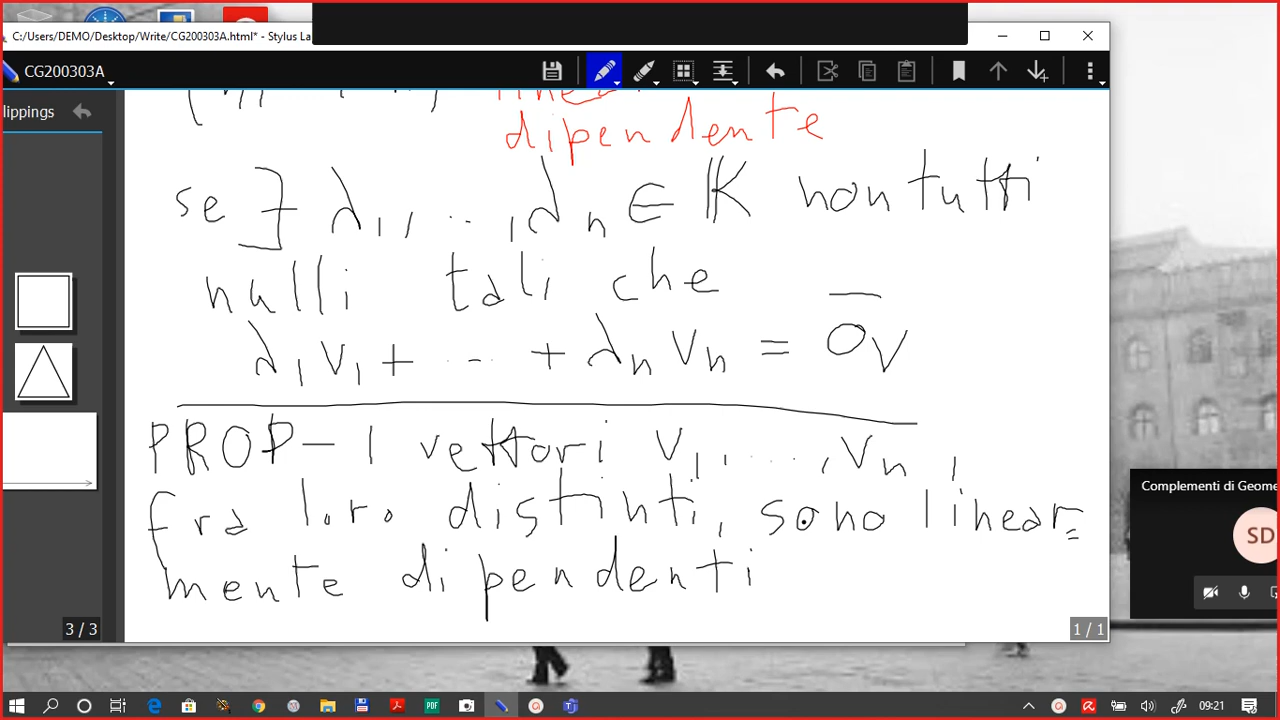 C:/Users/DEMO/Desktop/Write/CG200303A.html* - Stylus La
CG200303A
lippings
dipendente
se ∃ λ1, ..., λn ∈ K non tutti
nulli tali che
λ1v1 + ... + λnvn = 0V
PROP - I vettori v1, ..., vn,
fra loro distinti, sono linear=
mente dipendenti
3 / 3
1 / 1
Complementi di Geome
SD
PDF
09:21